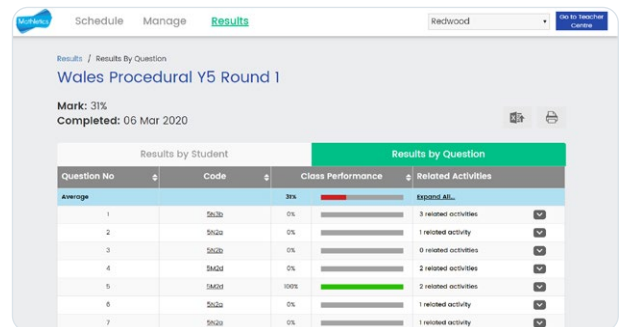 Mathletics Schedule Manage Results Redwood Go to Teacher Centre
Results / Results By Question
Wales Procedural Y5 Round 1
Mark: 31%
Completed: 06 Mar 2020
Results by Student Results by Question
Question No Code Class Performance Related Activities
Average 31% Expand All...
1 5N3b 0% 3 related activities
2 5N2a 0% 1 related activity
3 5N2b 0% 0 related activities
4 5M2d 0% 2 related activities
5 5M2d 100% 2 related activities
6 5N2a 0% 1 related activity
7 5N2a 0% 1 related activity